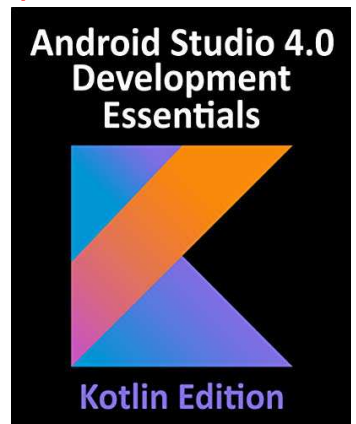 Android Studio 4.0
Development
Essentials
Kotlin Edition